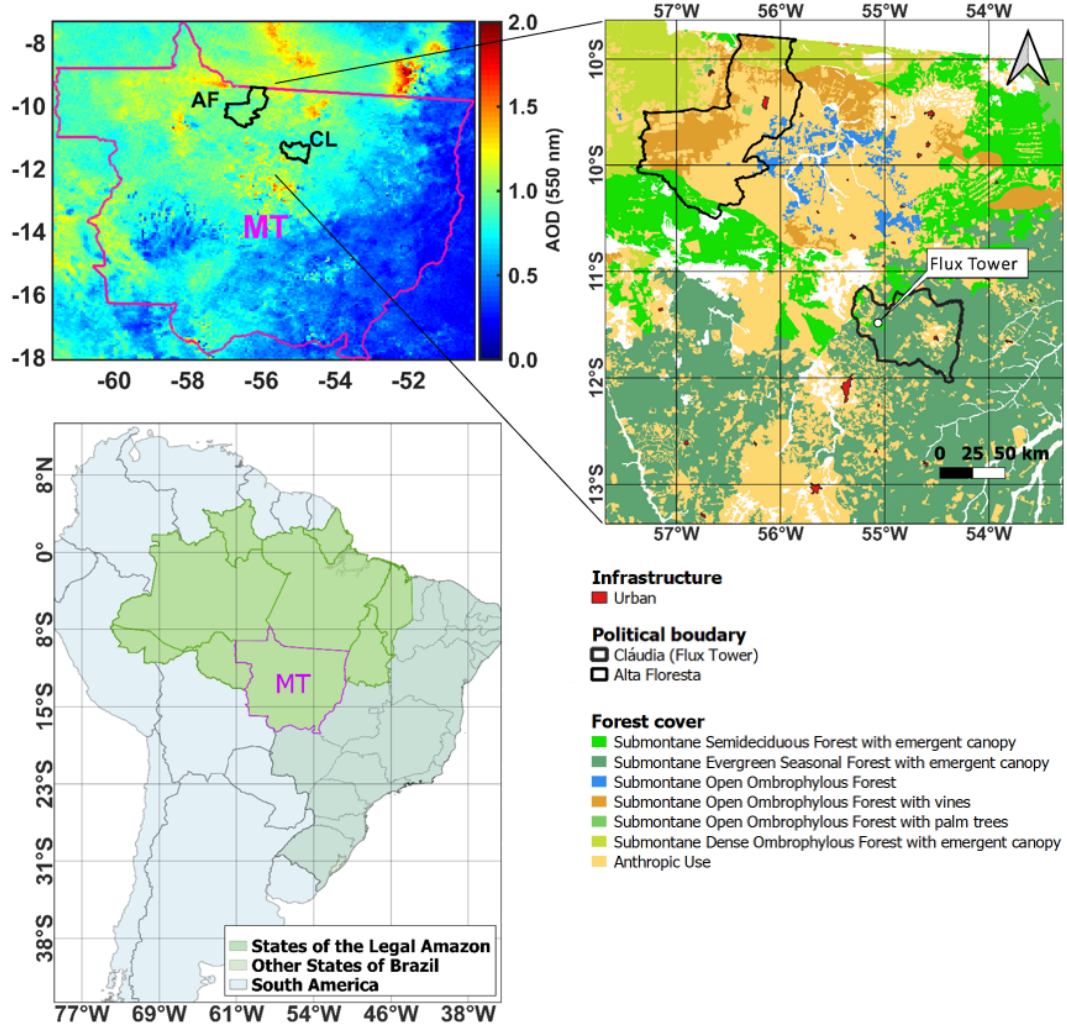 -8
-10
-12
-14
-16
-18
-60
-58
-56
-54
-52
AF
CL
MT
2.0
1.5
1.0
0.5
0.0
AOD (550 nm)
57°W
56°W
55°W
54°W
10°S
10°S
11°S
12°S
13°S
Flux Tower
0 25 50 km
57°W
56°W
55°W
54°W
8°N
0°
8°S
15°S
23°S
31°S
38°S
MT
States of the Legal Amazon
Other States of Brazil
South America
77°W
69°W
61°W
54°W
46°W
38°W
Infrastructure
Urban
Political boudary
Cláudia (Flux Tower)
Alta Floresta
Forest cover
Submontane Semideciduous Forest with emergent canopy
Submontane Evergreen Seasonal Forest with emergent canopy
Submontane Open Ombrophylous Forest
Submontane Open Ombrophylous Forest with vines
Submontane Open Ombrophylous Forest with palm trees
Submontane Dense Ombrophylous Forest with emergent canopy
Anthropic Use